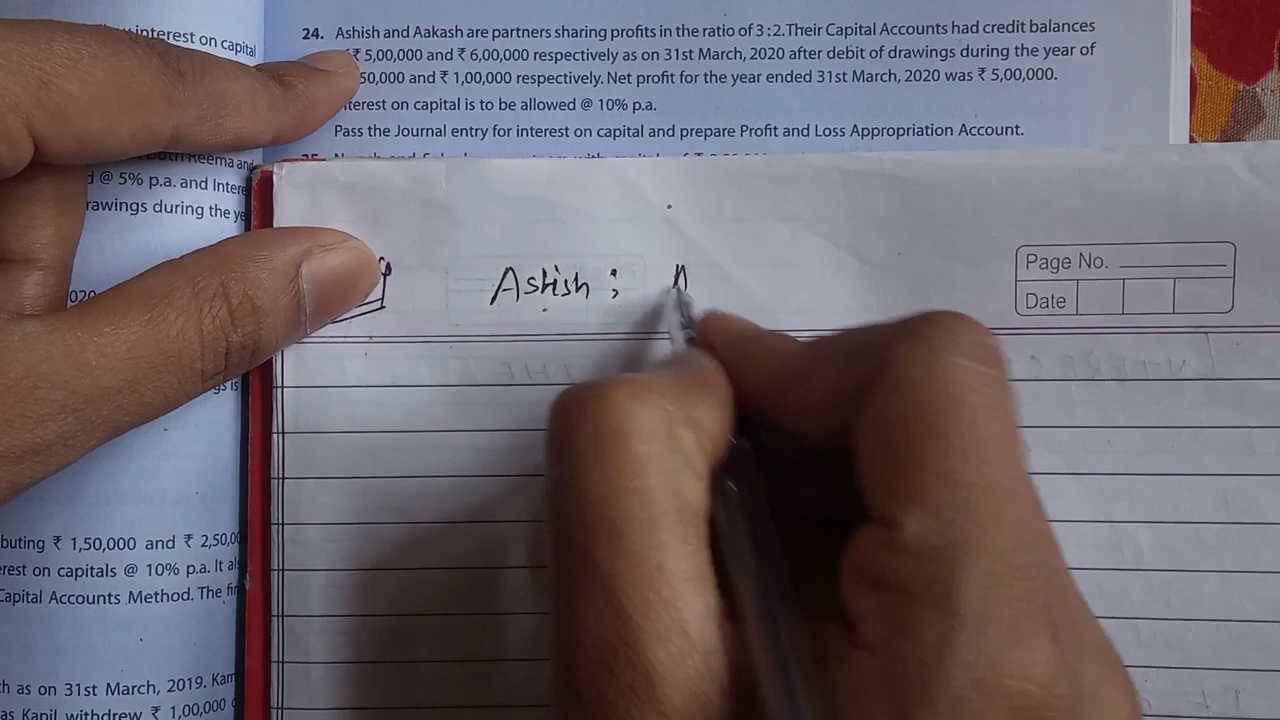 interest on capital
24. Ashish and Aakash are partners sharing profits in the ratio of 3:2. Their Capital Accounts had credit balances
₹ 5,00,000 and ₹ 6,00,000 respectively as on 31st March, 2020 after debit of drawings during the year of
50,000 and ₹ 1,00,000 respectively. Net profit for the year ended 31st March, 2020 was ₹ 5,00,000.
terest on capital is to be allowed @ 10% p.a.
Pass the Journal entry for interest on capital and prepare Profit and Loss Appropriation Account.
Reema and
@ 5% p.a. and Intere
rawings during the ye
020
Ashish : A
Page No.
Date
buting ₹ 1,50,000 and ₹ 2,50,00
rest on capitals @ 10% p.a. It al
Capital Accounts Method. The fir
h as on 31st March, 2019. Kam
as Kapil withdrew ₹ 1,00,000